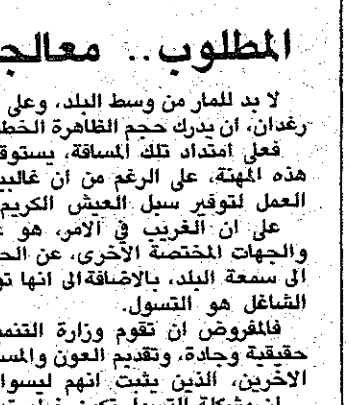 المطلوب.. معالج
لا بد للمار من وسط البلد، وعلى
رغدان، ان يدرك حجم الظاهرة الخط
فعلى امتداد تلك المسافة، يستوق
هذه المهنة، على الرغم من ان غالب
العمل لتوفير سبل العيش الكريم
على ان الغريب في الامر، هو
والجهات المختصة الأخرى، عن الح
الى سمعة البلد، بالاضافة الى انها تو
الشاغل هو التسول.
فالمفروض ان تقوم وزارة التنم
حقيقية وجادة، وتقديم العون والمس
الآخرين، الذين يثبت انهم ليسوا